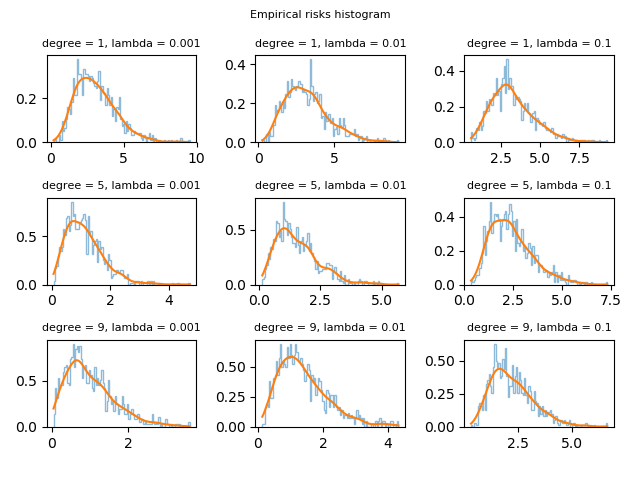 Empirical risks histogram
degree = 1, lambda = 0.001
degree = 1, lambda = 0.01
degree = 1, lambda = 0.1
0.2
0.0
0 5 10
0.4
0.2
0.0
0 5
0.4
0.2
0.0
2.5 5.0 7.5
degree = 5, lambda = 0.001
degree = 5, lambda = 0.01
degree = 5, lambda = 0.1
0.5
0.0
0 2 4
0.5
0.0
0.0 2.5 5.0
0.4
0.2
0.0
0.0 2.5 5.0 7.5
degree = 9, lambda = 0.001
degree = 9, lambda = 0.01
degree = 9, lambda = 0.1
0.5
0.0
0 2
0.50
0.25
0.00
0 2 4
0.50
0.25
0.00
2.5 5.0